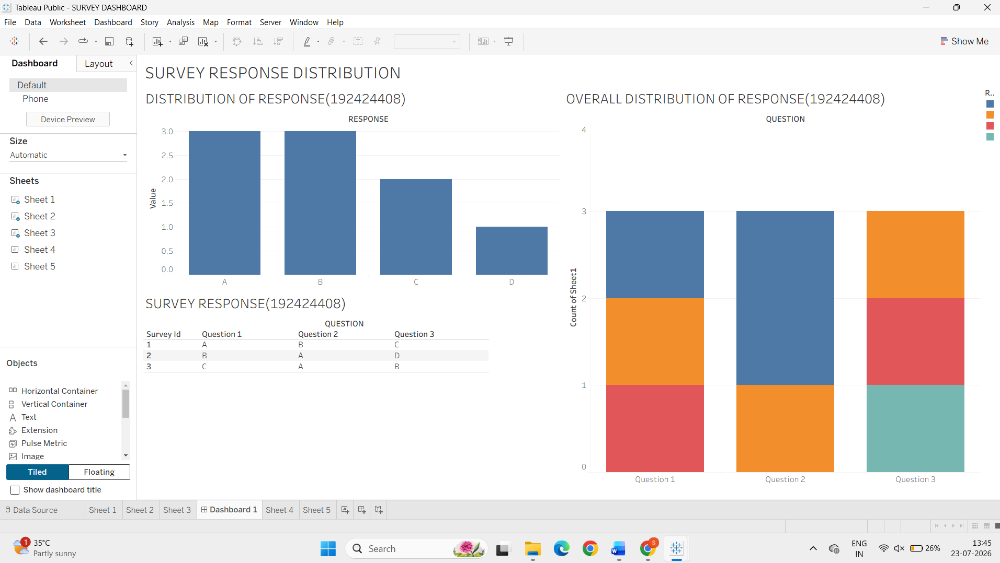 Tableau Public - SURVEY DASHBOARD
File Data Worksheet Dashboard Story Analysis Map Format Server Window Help
Show Me
Dashboard Layout
Default
Phone
Device Preview
Size
Automatic
Sheets
Sheet 1
Sheet 2
Sheet 3
Sheet 4
Sheet 5
Objects
Horizontal Container
Vertical Container
Text
Extension
Pulse Metric
Image
Tiled Floating
Show dashboard title
SURVEY RESPONSE DISTRIBUTION
DISTRIBUTION OF RESPONSE(192424408)
RESPONSE
Value
3.0
2.5
2.0
1.5
1.0
0.5
0.0
A B C D
SURVEY RESPONSE(192424408)
QUESTION
Survey Id Question 1 Question 2 Question 3
1 A B C
2 B A D
3 C A B
OVERALL DISTRIBUTION OF RESPONSE(192424408)
QUESTION
Count of Sheet1
4
3
2
1
0
Question 1 Question 2 Question 3
R..
Data Source Sheet 1 Sheet 2 Sheet 3 Dashboard 1 Sheet 4 Sheet 5
1
35°C
Partly sunny
Search
W
S
ENG
IN
26%
13:45
23-07-2026